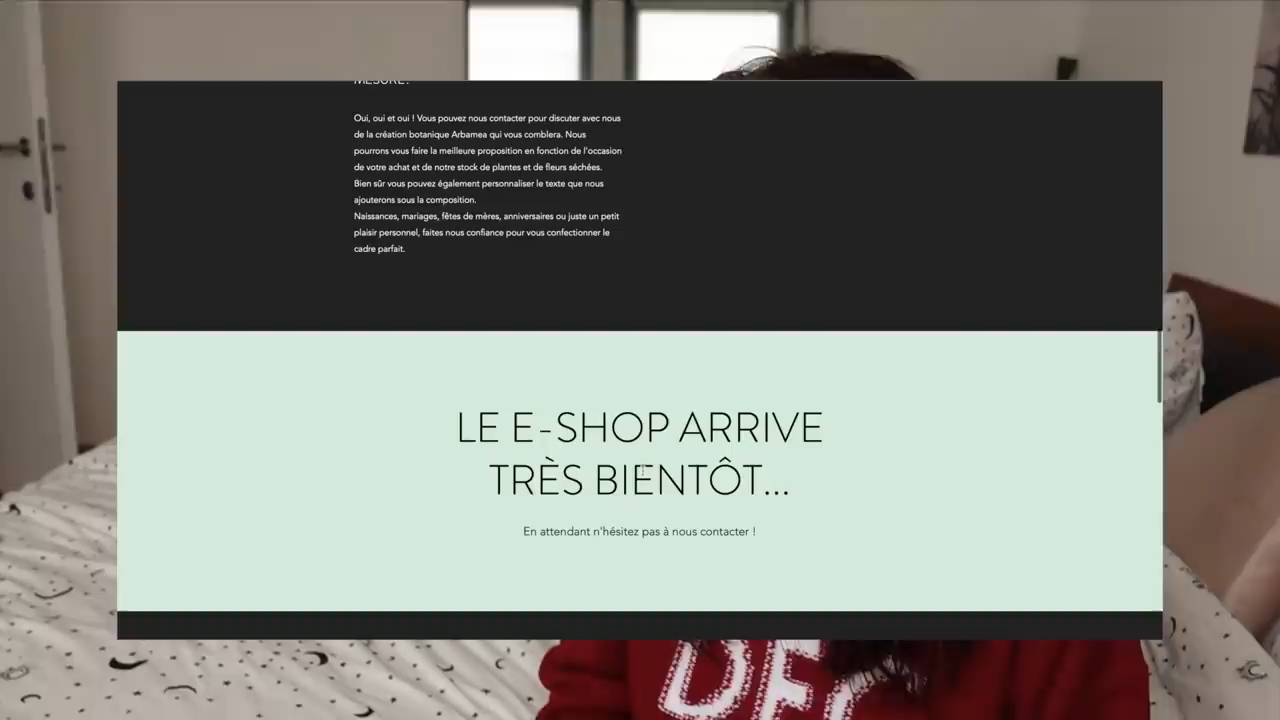 MESURE?
Oui, oui et oui ! Vous pouvez nous contacter pour discuter avec nous
de la création botanique Arbamea qui vous comblera. Nous
pourrons vous faire la meilleure proposition en fonction de l'occasion
de votre achat et de notre stock de plantes et de fleurs séchées.
Bien sûr vous pouvez également personnaliser le texte que nous
ajouterons sous la composition.
Naissances, mariages, fêtes de mères, anniversaires ou juste un petit
plaisir personnel, faites nous confiance pour vous confectionner le
cadre parfait.
LE E-SHOP ARRIVE
TRÈS BIENTÔT...
En attendant n'hésitez pas à nous contacter !